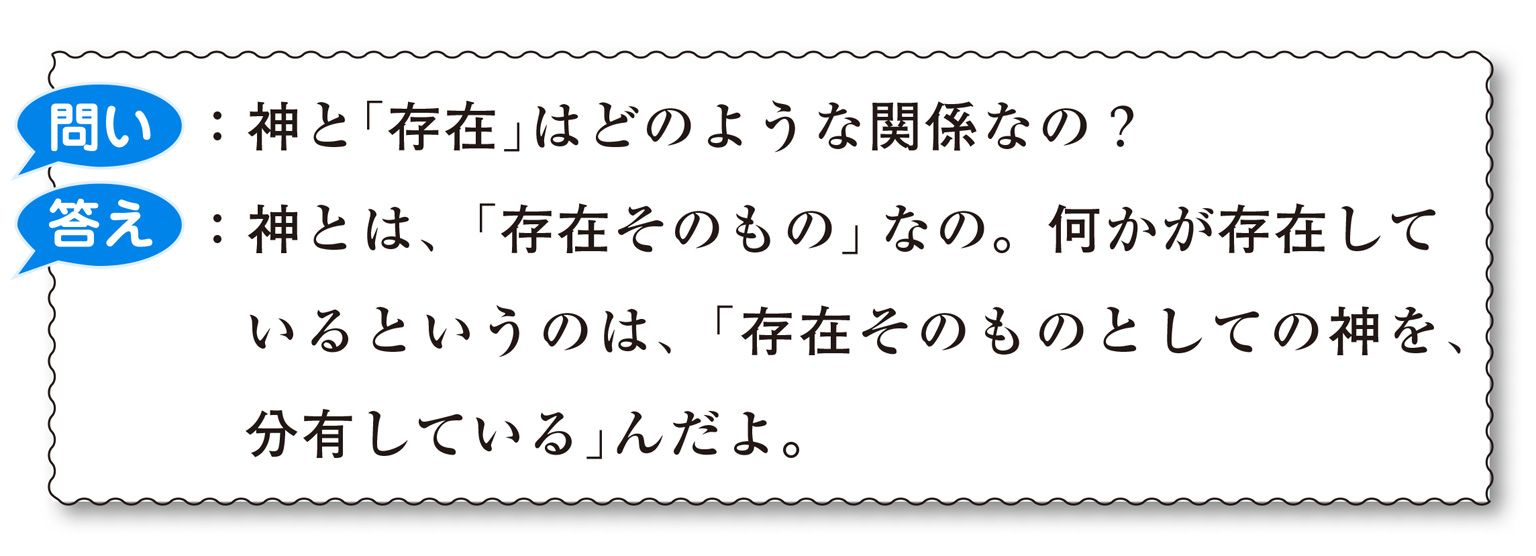 問い：神と「存在」はどのような関係なの？
答え：神とは、「存在そのもの」なの。何かが存在して
いるというのは、「存在そのものとしての神を、
分有している」んだよ。